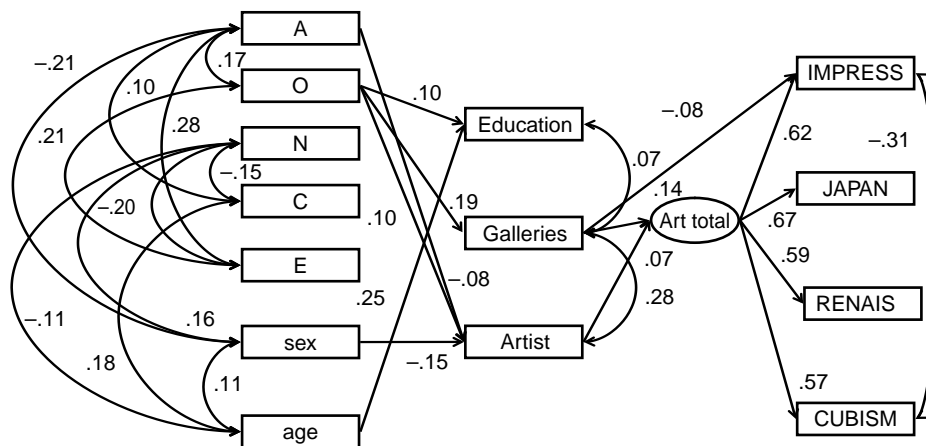 A
–.21
.17
IMPRESS
O
.10
.10
–.08
.21
.28
N
Education
.62
–.31
–.15
.07
C
.19
.14
JAPAN
–.20
.10
Galleries
Art total
.67
E
–.08
.07
.59
.25
.28
RENAIS
–.11
.16
sex
–.15
Artist
.18
.11
.57
CUBISM
age